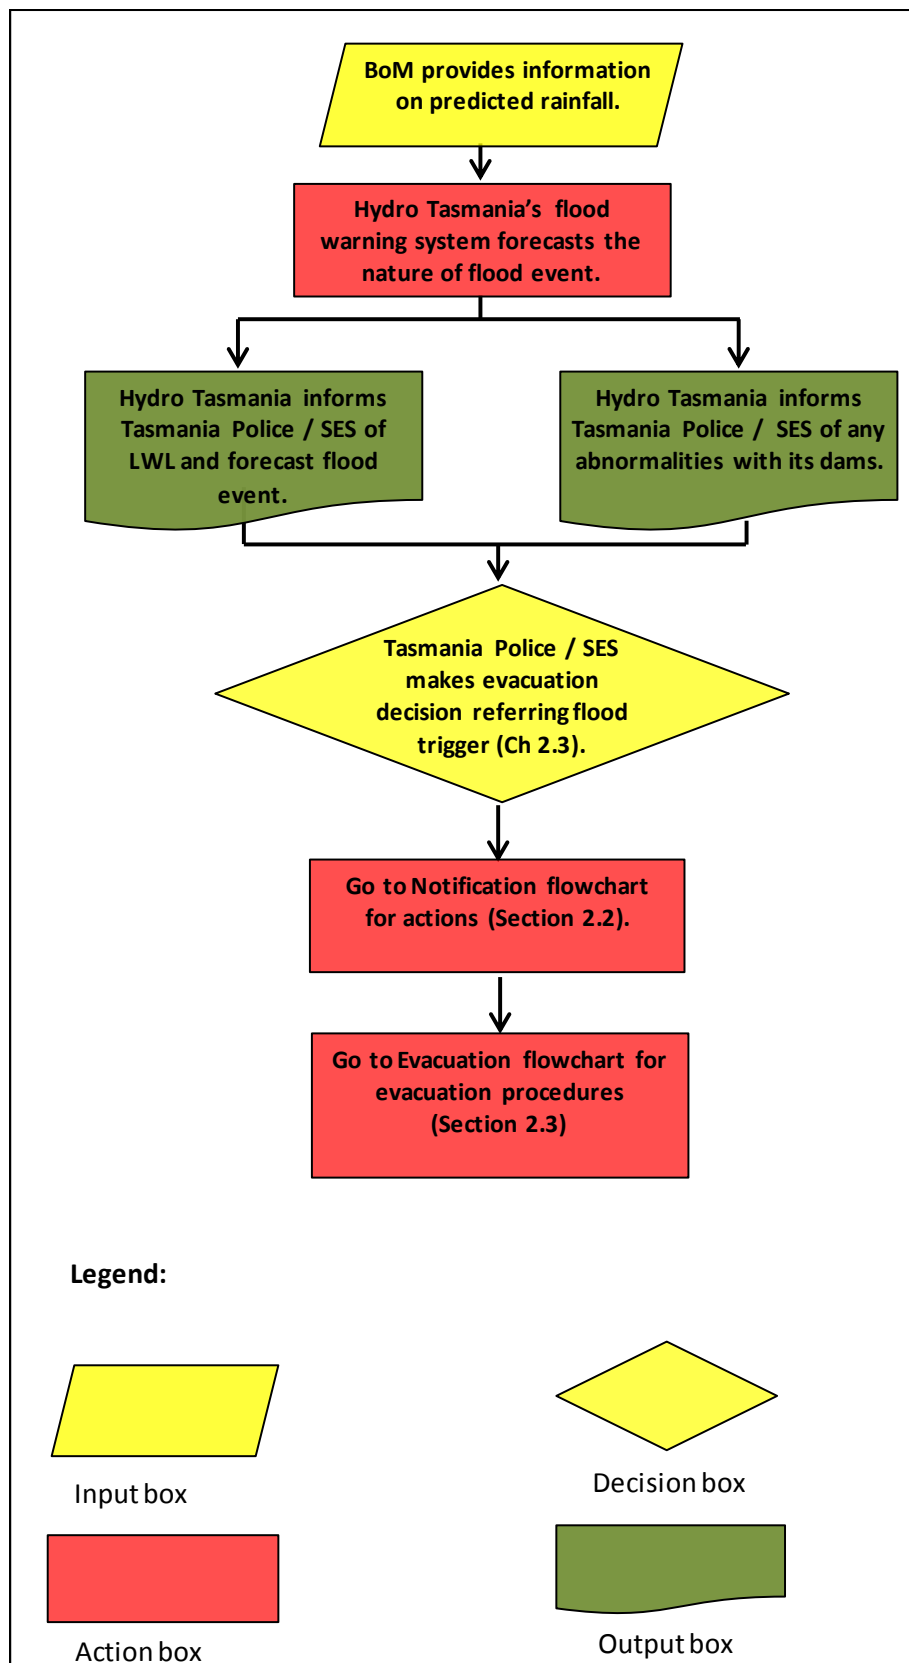 BoM provides information
on predicted rainfall.
Hydro Tasmania’s flood
warning system forecasts the
nature of flood event.
Hydro Tasmania informs
Tasmania Police / SES of
LWL and forecast flood
event.
Hydro Tasmania informs
Tasmania Police / SES of any
abnormalities with its dams.
Tasmania Police / SES
makes evacuation
decision referring flood
trigger (Ch 2.3).
Go to Notification flowchart
for actions (Section 2.2).
Go to Evacuation flowchart for
evacuation procedures
(Section 2.3)
Legend:
Input box
Decision box
Action box
Output box